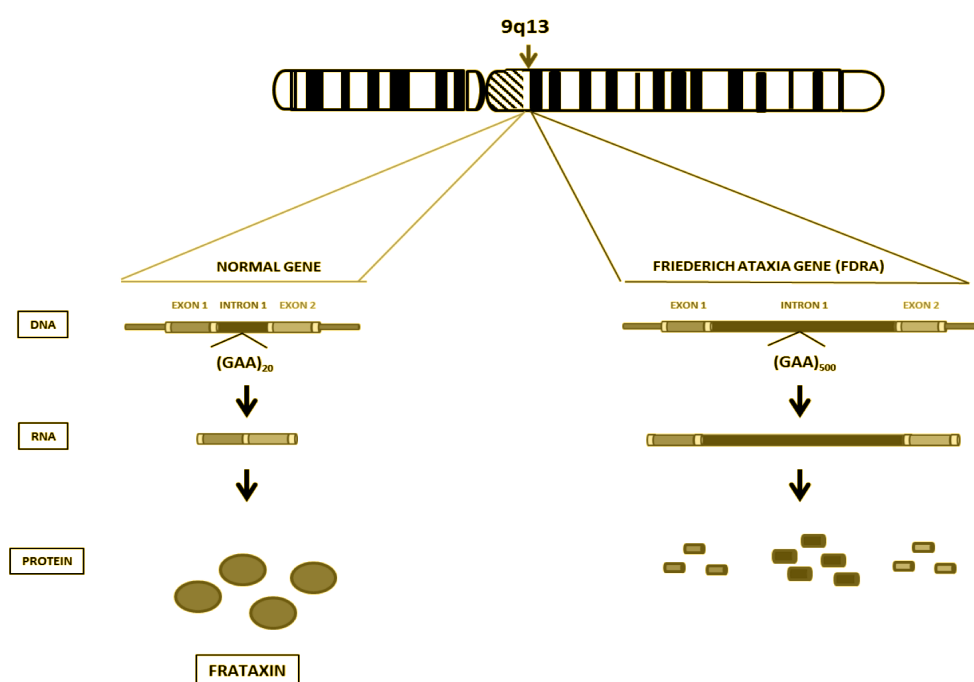 9q13
NORMAL GENE
FRIEDERICH ATAXIA GENE (FDRA)
EXON 1 INTRON 1 EXON 2
EXON 1 INTRON 1 EXON 2
DNA
(GAA)20
(GAA)500
RNA
PROTEIN
FRATAXIN